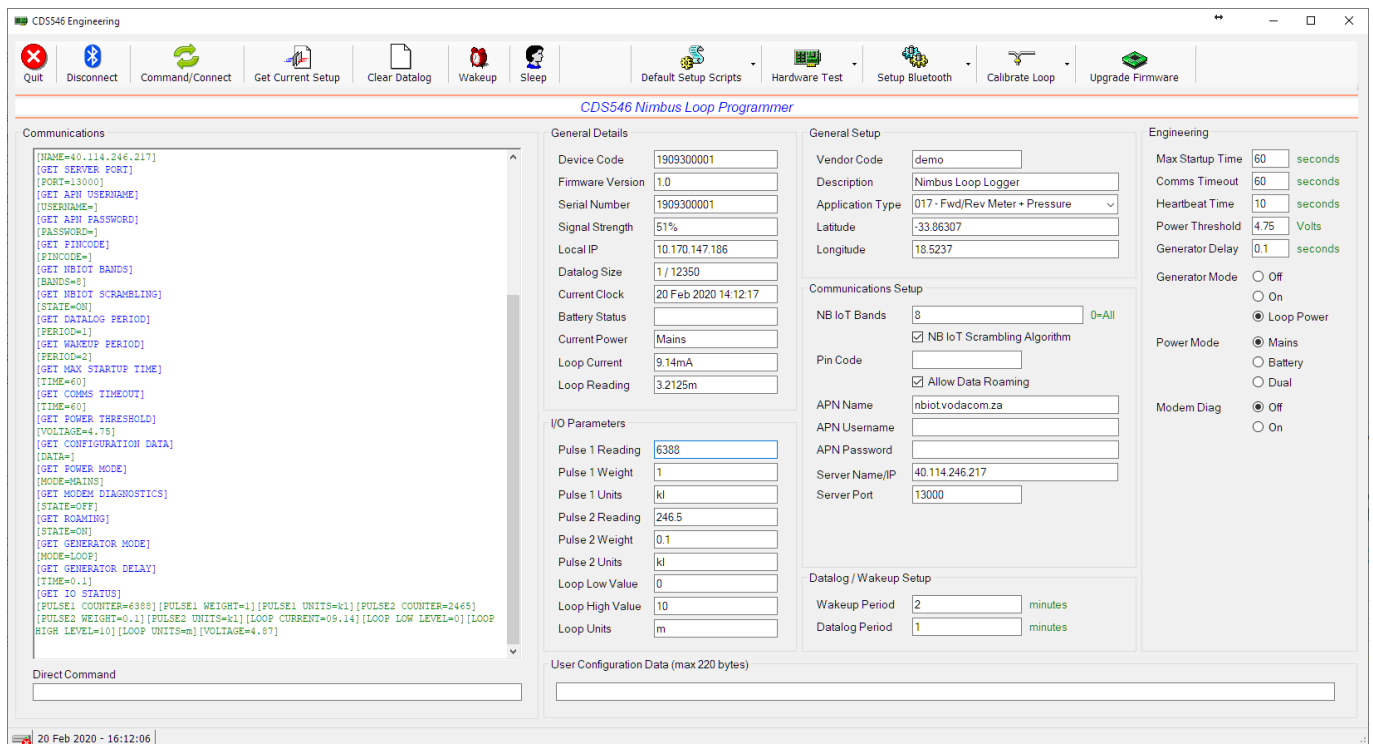 CDS546 Engineering
Quit
Disconnect
Command/Connect
Get Current Setup
Clear Datalog
Wakeup
Sleep
Default Setup Scripts
Hardware Test
Setup Bluetooth
Calibrate Loop
Upgrade Firmware
CDS546 Nimbus Loop Programmer
Communications
[NAME=40.114.246.217]
[GET SERVER PORT]
[PORT=13000]
[GET APN USERNAME]
[USERNAME=]
[GET APN PASSWORD]
[PASSWORD=]
[GET PINCODE]
[PINCODE=]
[GET NBIOT BANDS]
[BANDS=8]
[GET NBIOT SCRAMBLING]
[STATE=ON]
[GET DATALOG PERIOD]
[PERIOD=1]
[GET WAKEUP PERIOD]
[PERIOD=2]
[GET MAX STARTUP TIME]
[TIME=60]
[GET COMMS TIMEOUT]
[TIME=60]
[GET POWER THRESHOLD]
[VOLTAGE=4.75]
[GET CONFIGURATION DATA]
[DATA=]
[GET POWER MODE]
[MODE=MAINS]
[GET MODEM DIAGNOSTICS]
[STATE=OFF]
[GET ROAMING]
[STATE=ON]
[GET GENERATOR MODE]
[MODE=LOOP]
[GET GENERATOR DELAY]
[TIME=0.1]
[GET IO STATUS]
[PULSE1 COUNTER=6388][PULSE1 WEIGHT=1][PULSE1 UNITS=kl][PULSE2 COUNTER=2465]
[PULSE2 WEIGHT=0.1][PULSE2 UNITS=kl][LOOP CURRENT=09.14][LOOP LOW LEVEL=0][LOOP
HIGH LEVEL=10][LOOP UNITS=m][VOLTAGE=4.87]
Direct Command
General Details
Device Code 1909300001
Firmware Version 1.0
Serial Number 1909300001
Signal Strength 51%
Local IP 10.170.147.186
Datalog Size 1 / 12350
Current Clock 20 Feb 2020 14:12:17
Battery Status
Current Power Mains
Loop Current 9.14mA
Loop Reading 3.2125m
I/O Parameters
Pulse 1 Reading 6388
Pulse 1 Weight 1
Pulse 1 Units kl
Pulse 2 Reading 246.5
Pulse 2 Weight 0.1
Pulse 2 Units kl
Loop Low Value 0
Loop High Value 10
Loop Units m
General Setup
Vendor Code demo
Description Nimbus Loop Logger
Application Type 017 - Fwd/Rev Meter + Pressure
Latitude -33.86307
Longitude 18.5237
Communications Setup
NB IoT Bands 8 0=All
NB IoT Scrambling Algorithm
Pin Code
Allow Data Roaming
APN Name nbiot.vodacom.za
APN Username
APN Password
Server Name/IP 40.114.246.217
Server Port 13000
Datalog / Wakeup Setup
Wakeup Period 2 minutes
Datalog Period 1 minutes
Engineering
Max Startup Time 60 seconds
Comms Timeout 60 seconds
Heartbeat Time 10 seconds
Power Threshold 4.75 Volts
Generator Delay 0.1 seconds
Generator Mode Off
On
Loop Power
Power Mode Mains
Battery
Dual
Modem Diag Off
On
User Configuration Data (max 220 bytes)
20 Feb 2020 - 16:12:06